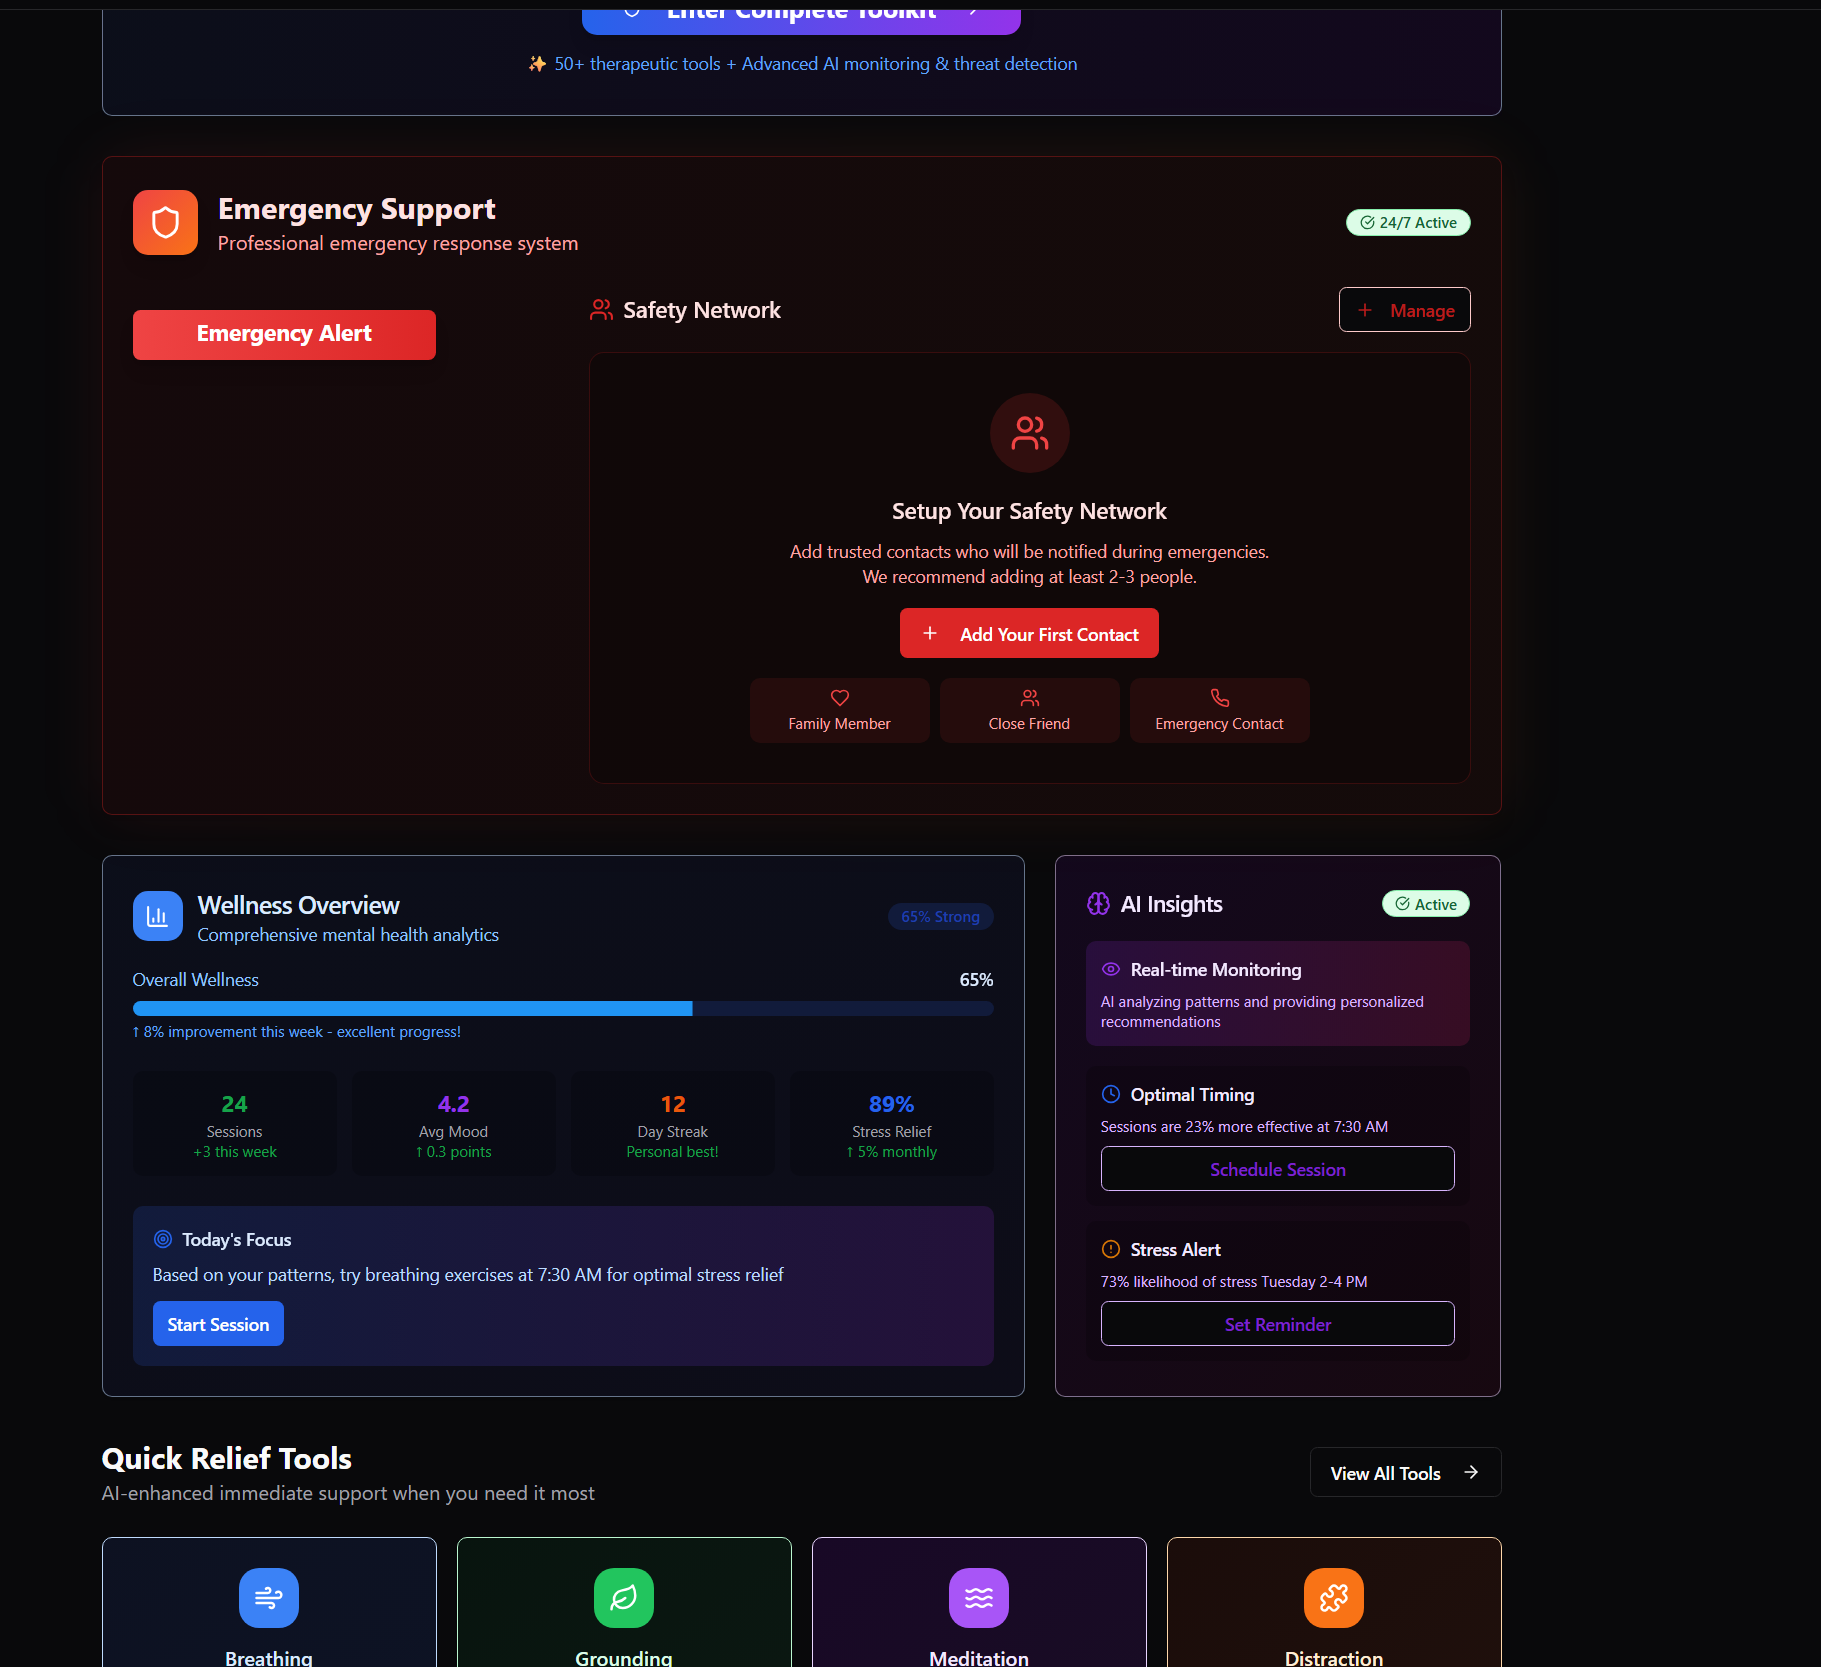 Enter Complete Toolkit
✨ 50+ therapeutic tools + Advanced AI monitoring & threat detection
Emergency Support
Professional emergency response system
24/7 Active
Emergency Alert
Safety Network
+ Manage
Setup Your Safety Network
Add trusted contacts who will be notified during emergencies.
We recommend adding at least 2-3 people.
+ Add Your First Contact
Family Member
Close Friend
Emergency Contact
Wellness Overview
Comprehensive mental health analytics
65% Strong
Overall Wellness
65%
↑ 8% improvement this week - excellent progress!
24
Sessions
+3 this week
4.2
Avg Mood
↑ 0.3 points
12
Day Streak
Personal best!
89%
Stress Relief
↑ 5% monthly
Today's Focus
Based on your patterns, try breathing exercises at 7:30 AM for optimal stress relief
Start Session
AI Insights
Active
Real-time Monitoring
AI analyzing patterns and providing personalized
recommendations
Optimal Timing
Sessions are 23% more effective at 7:30 AM
Schedule Session
Stress Alert
73% likelihood of stress Tuesday 2-4 PM
Set Reminder
Quick Relief Tools
AI-enhanced immediate support when you need it most
View All Tools →
Breathing
Grounding
Meditation
Distraction